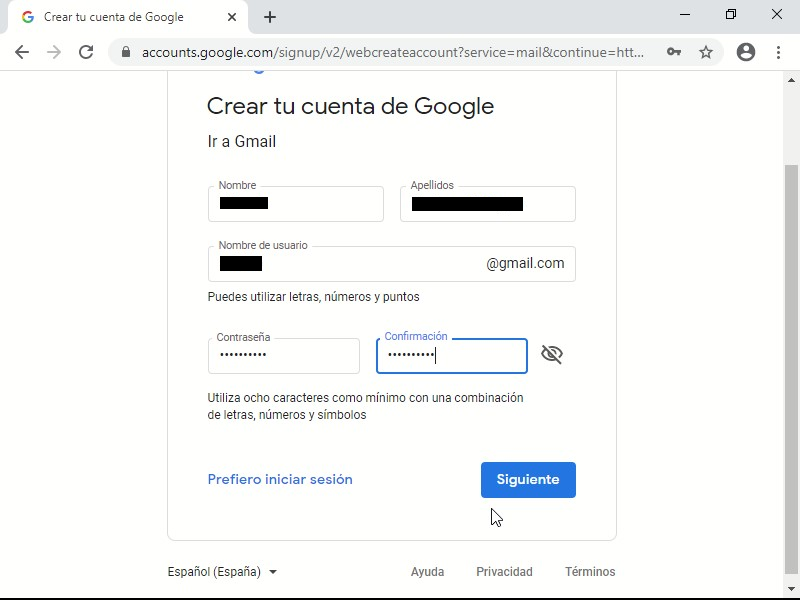 Crear tu cuenta de Google
accounts.google.com/signup/v2/webcreateaccount?service=mail&continue=htt...
Crear tu cuenta de Google
Ir a Gmail
Nombre
Apellidos
Nombre de usuario
@gmail.com
Puedes utilizar letras, números y puntos
Contraseña
Confirmación
Utiliza ocho caracteres como mínimo con una combinación
de letras, números y símbolos
Prefiero iniciar sesión
Siguiente
Español (España)
Ayuda
Privacidad
Términos